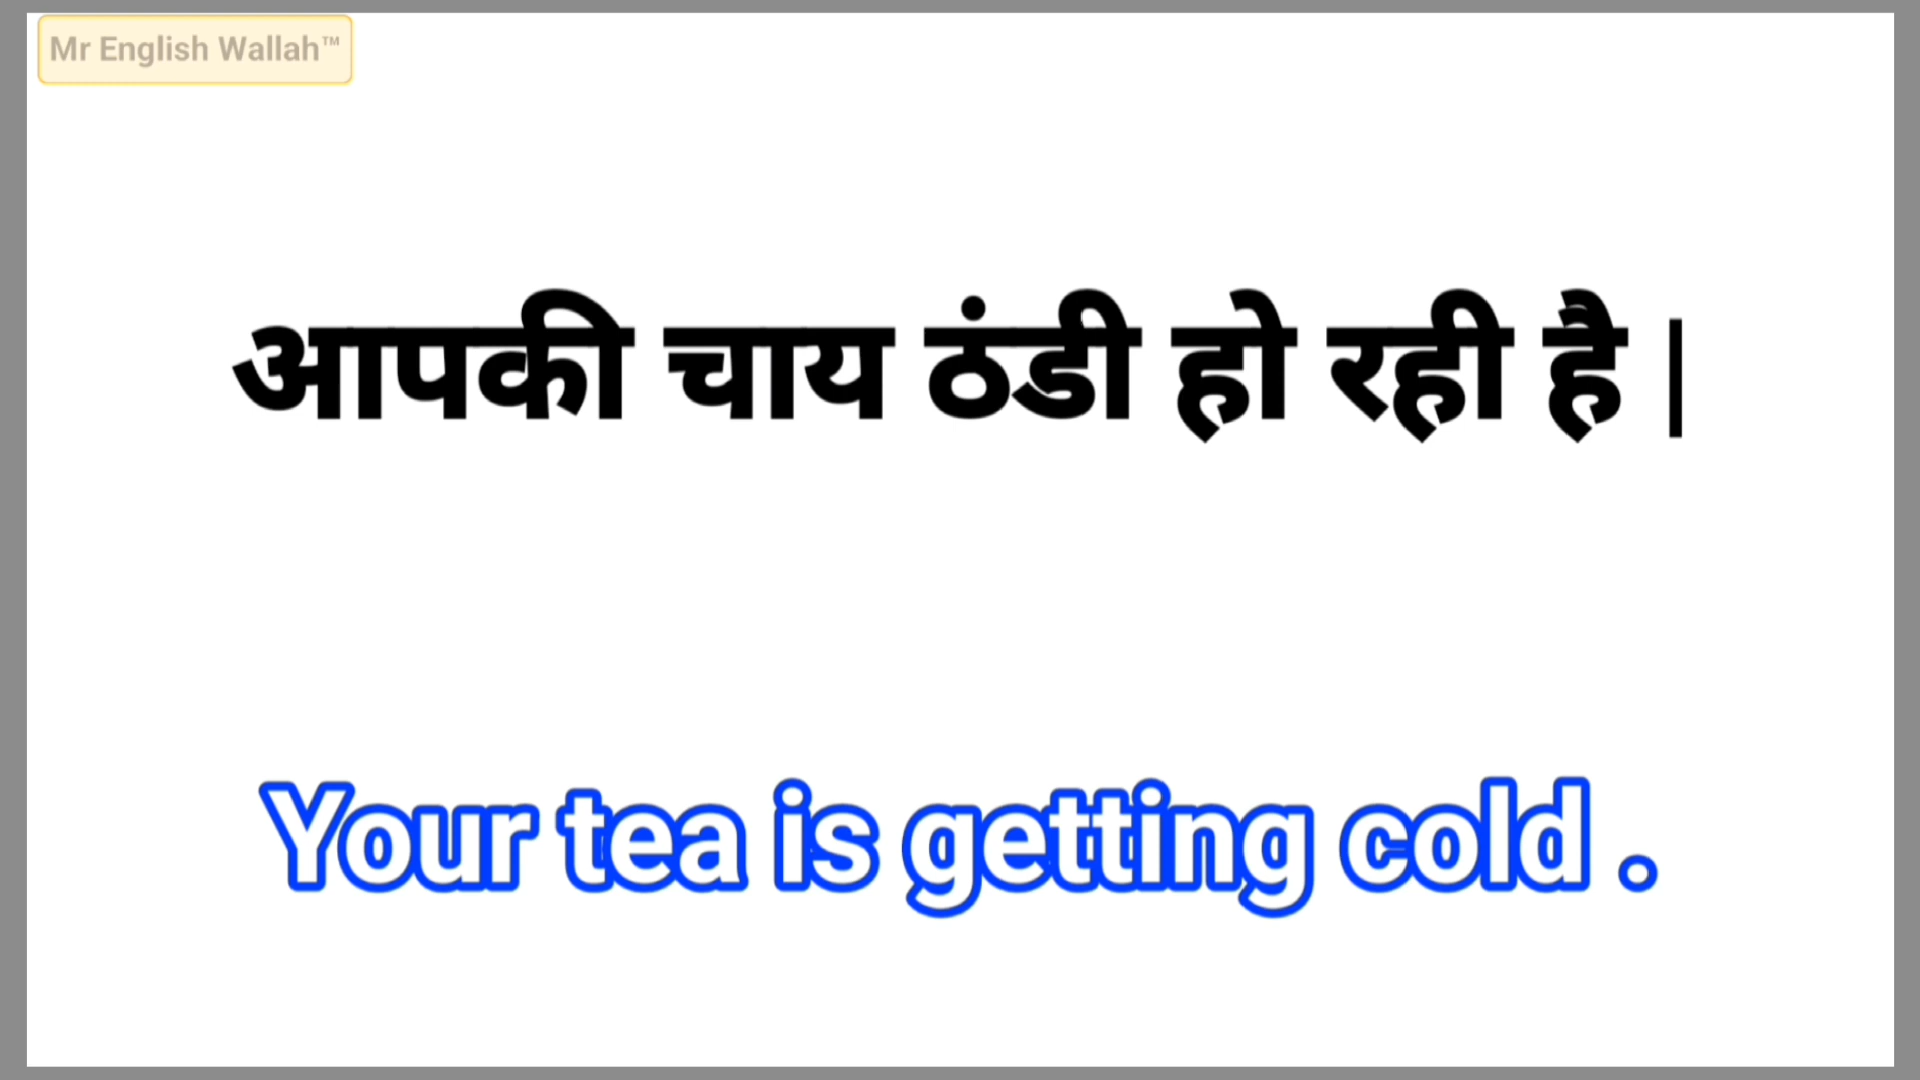 Mr English Wallah™
आपकी चाय ठंडी हो रही है |
Your tea is getting cold .